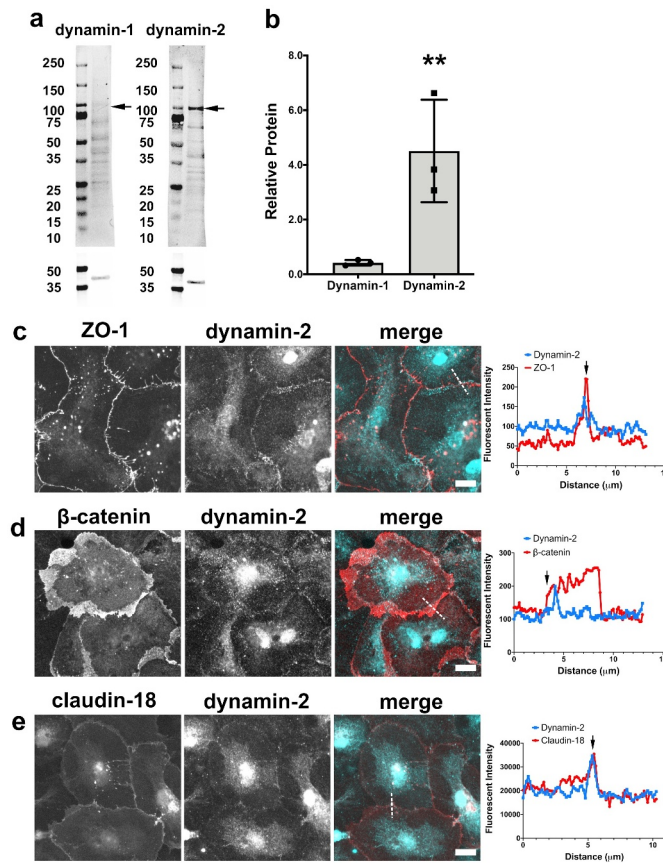 a
dynamin-1 dynamin-2
250
150
100
75
50
35
25
20
15
10
50
35
250
150
100
75
50
35
25
20
15
10
50
35
b
Relative Protein
8.0
6.0
4.0
2.0
0.0
**
Dynamin-1 Dynamin-2
c
ZO-1 dynamin-2 merge
Dynamin-2
ZO-1
Fluorescent Intensity
250
200
150
100
50
0
0 5 10
Distance (μm)
d
β-catenin dynamin-2 merge
Dynamin-2
β-catenin
Fluorescent Intensity
300
200
100
0
0 5 10
Distance (μm)
e
claudin-18 dynamin-2 merge
Dynamin-2
Claudin-18
Fluorescent Intensity
40000
30000
20000
10000
0
0 5 10
Distance (μm)